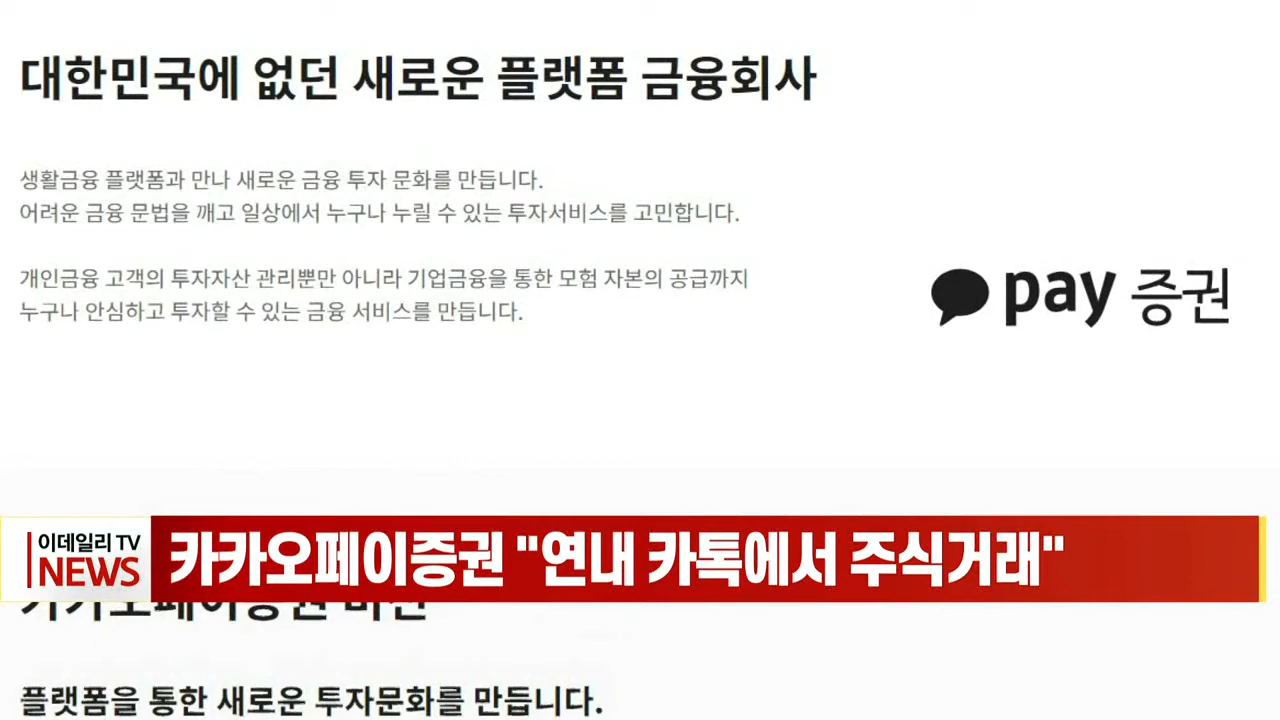 대한민국에 없던 새로운 플랫폼 금융회사
생활금융 플랫폼과 만나 새로운 금융 투자 문화를 만듭니다.
어려운 금융 문법을 깨고 일상에서 누구나 누릴 수 있는 투자서비스를 고민합니다.
개인금융 고객의 투자자산 관리뿐만 아니라 기업금융을 통한 모험 자본의 공급까지
누구나 안심하고 투자할 수 있는 금융 서비스를 만듭니다.
pay 증권
이데일리 TV
NEWS
카카오페이증권 "연내 카톡에서 주식거래"
플랫폼을 통한 새로운 투자문화를 만듭니다.